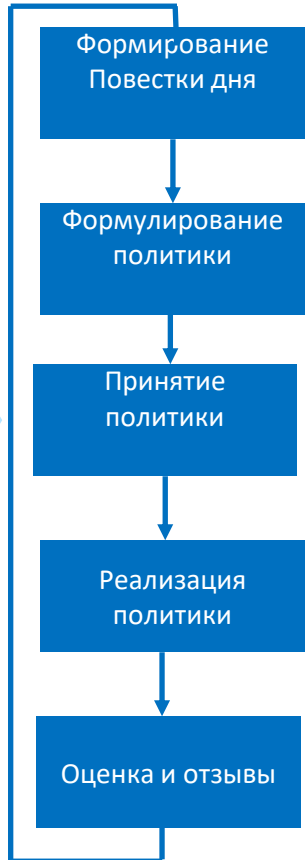 Формирование
Повестки дня
Формулирование
политики
Принятие
политики
Реализация
политики
Оценка и отзывы